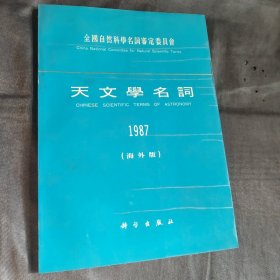 全國自然科學名詞審定委員會
China National Committee for Natural Scientific Terms
天文學名詞
CHINESE SCIENTIFIC TERMS OF ASTRONOMY
1987
(海外版)
科学出版社